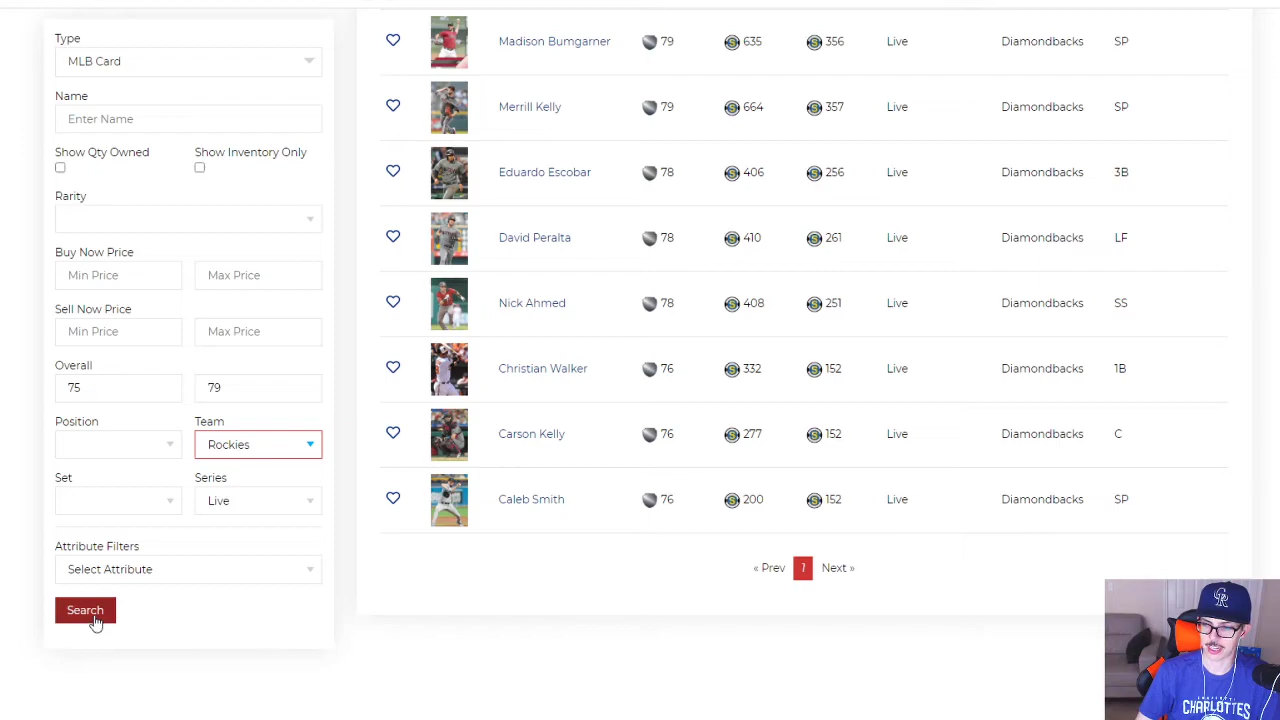 Type
MLB Card
Name
Enter Name
Show Inventory Only
Rarity
Buy Now Price
Min Price Max Price
Sell Now Price
Min Price Max Price
Overall
75 79
Position Team
Rockies
Set Series
Live
Attribute Filters
Select Attribute
Search
Madison Bumgarner 79 635 356 Live Diamondbacks SP
Merrill Kelly 79 664 357 Live Diamondbacks SP
Eduardo Escobar 78 406 256 Live Diamondbacks 3B
David Peralta 78 410 261 Live Diamondbacks LF
Nick Ahmed 78 408 251 Live Diamondbacks SS
Christian Walker 76 332 152 Live Diamondbacks 1B
Carson Kelly 76 277 152 Live Diamondbacks C
Caleb Smith 76 200 152 Live Diamondbacks SP
« Prev 1 Next »
CR
CHARLOTTES